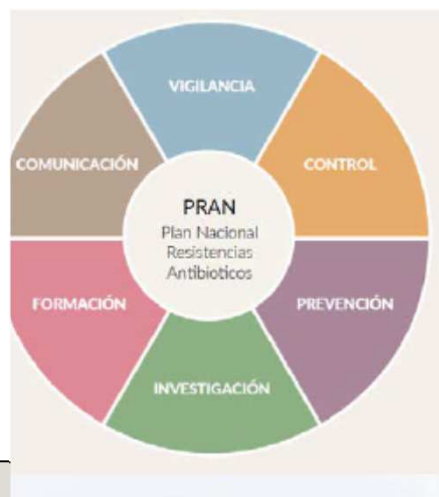 VIGILANCIA
COMUNICACIÓN
CONTROL
PRAN
Plan Nacional
Resistencias
Antibioticos
FORMACIÓN
PREVENCIÓN
INVESTIGACIÓN